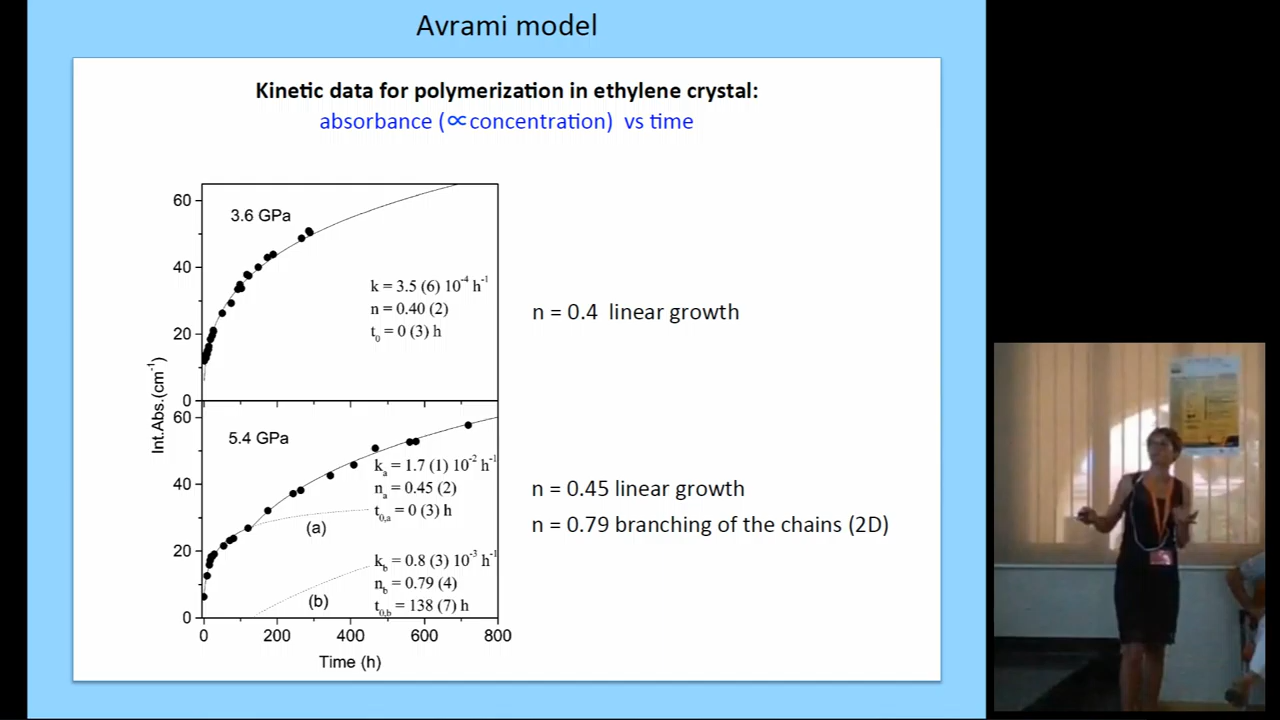 Avrami model
Kinetic data for polymerization in ethylene crystal:
absorbance (∝concentration) vs time
60
3.6 GPa
40
k = 3.5 (6) 10⁻⁴ h⁻¹
n = 0.40 (2)
t₀ = 0 (3) h
n = 0.4 linear growth
20
0
Int.Abs.(cm⁻¹)
60
5.4 GPa
kₐ = 1.7 (1) 10⁻² h⁻¹
40
nₐ = 0.45 (2)
t₀,ₐ = 0 (3) h
n = 0.45 linear growth
(a)
n = 0.79 branching of the chains (2D)
20
k_b = 0.8 (3) 10⁻³ h⁻¹
n_b = 0.79 (4)
(b)
t_0,b = 138 (7) h
0
0 200 400 600 800
Time (h)